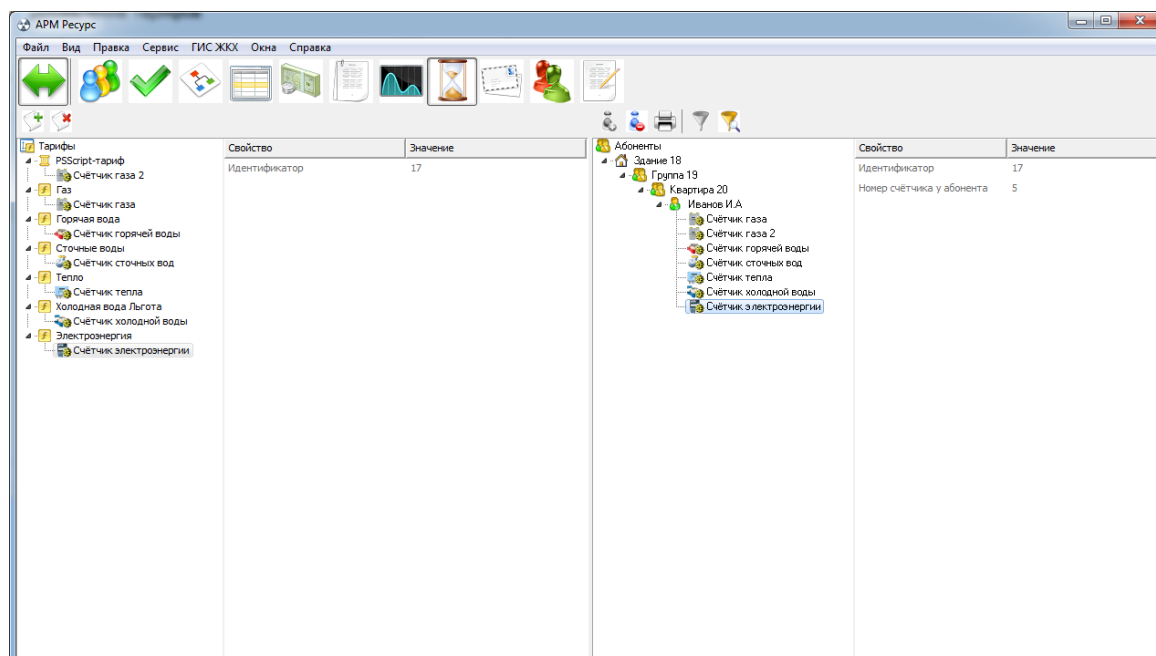 АРМ Ресурс
Файл Вид Правка Сервис ГИС ЖКХ Окна Справка
Тарифы
PSScript-тариф
Счётчик газа 2
Газ
Счётчик газа
Горячая вода
Счётчик горячей воды
Сточные воды
Счётчик сточных вод
Тепло
Счётчик тепла
Холодная вода Льгота
Счётчик холодной воды
Электроэнергия
Счётчик электроэнергии
Свойство Значение
Идентификатор 17
Абоненты
Здание 18
Группа 19
Квартира 20
Иванов И.А
Счётчик газа
Счётчик газа 2
Счётчик горячей воды
Счётчик сточных вод
Счётчик тепла
Счётчик холодной воды
Счётчик электроэнергии
Свойство Значение
Идентификатор 17
Номер счётчика у абонента 5